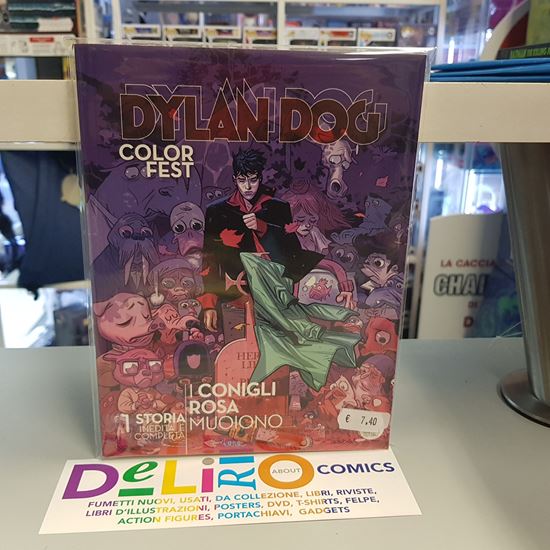 DYLAN DOG
COLOR
FEST
1 STORIA
INEDITA E
COMPLETA
I CONIGLI
ROSA
MUOIONO
€ 7,40
LA CACCIA
DI
DELIRIO ABOUT COMICS
FUMETTI NUOVI, USATI, DA COLLEZIONE, LIBRI, RIVISTE,
LIBRI D'ILLUSTRAZIONI, POSTERS, DVD, T-SHIRTS, FELPE,
ACTION FIGURES, PORTACHIAVI, GADGETS